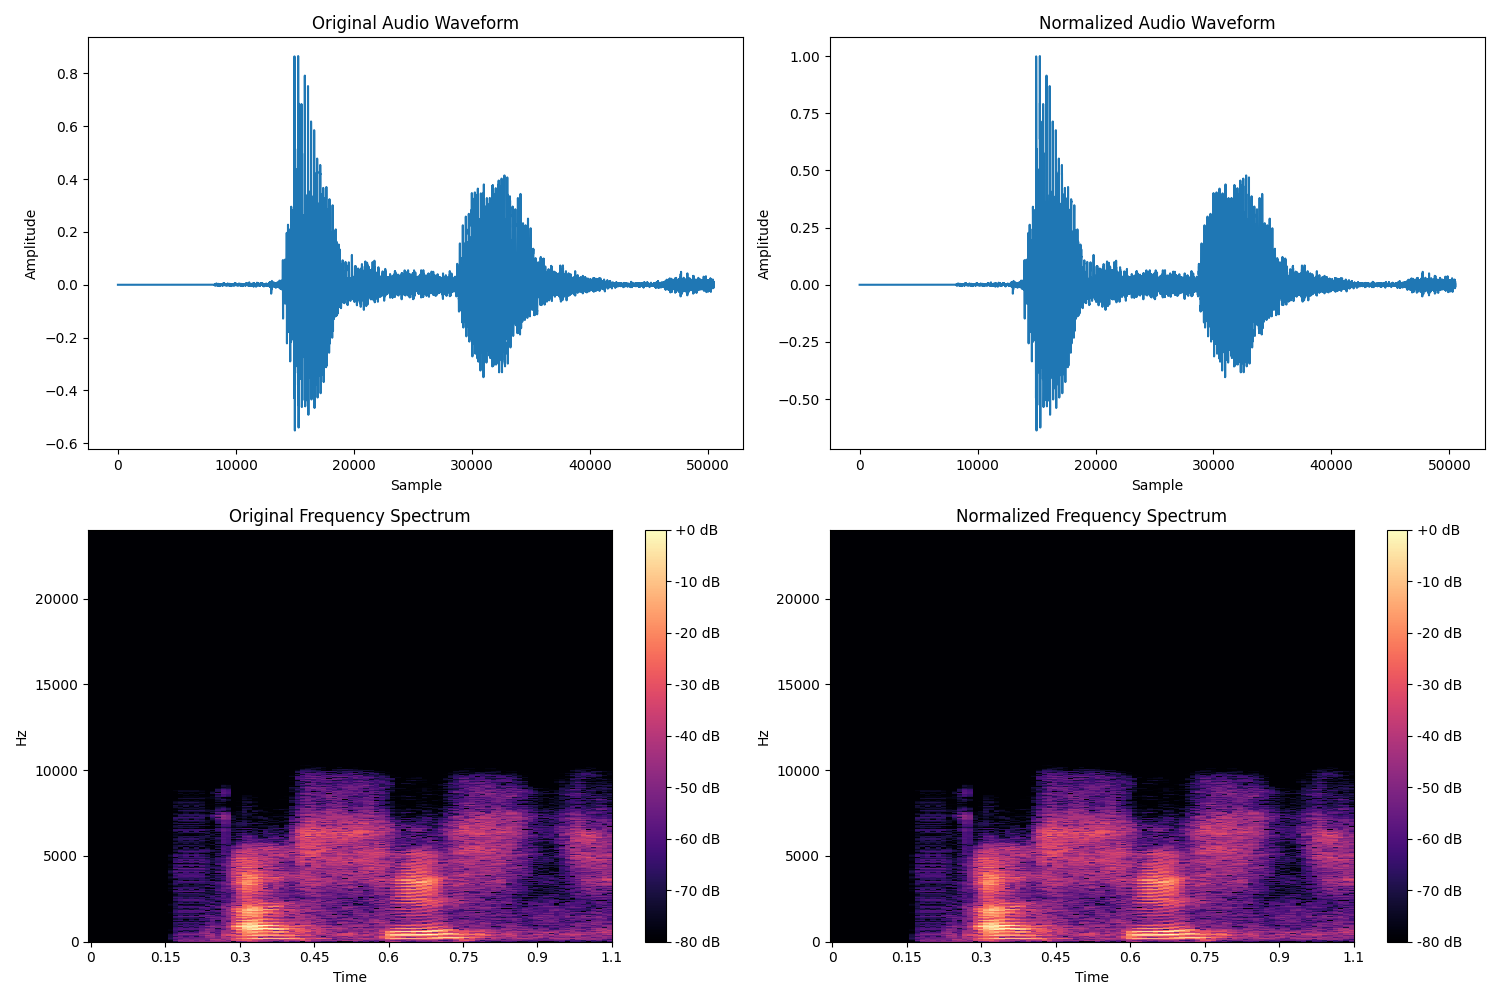 Original Audio Waveform
Amplitude
0.8
0.6
0.4
0.2
0.0
−0.2
−0.4
−0.6
0 10000 20000 30000 40000 50000
Sample
Normalized Audio Waveform
Amplitude
1.00
0.75
0.50
0.25
0.00
−0.25
−0.50
0 10000 20000 30000 40000 50000
Sample
Original Frequency Spectrum
Hz
20000
15000
10000
5000
0
0 0.15 0.3 0.45 0.6 0.75 0.9 1.1
Time
+0 dB
-10 dB
-20 dB
-30 dB
-40 dB
-50 dB
-60 dB
-70 dB
-80 dB
Normalized Frequency Spectrum
Hz
20000
15000
10000
5000
0
0 0.15 0.3 0.45 0.6 0.75 0.9 1.1
Time
+0 dB
-10 dB
-20 dB
-30 dB
-40 dB
-50 dB
-60 dB
-70 dB
-80 dB